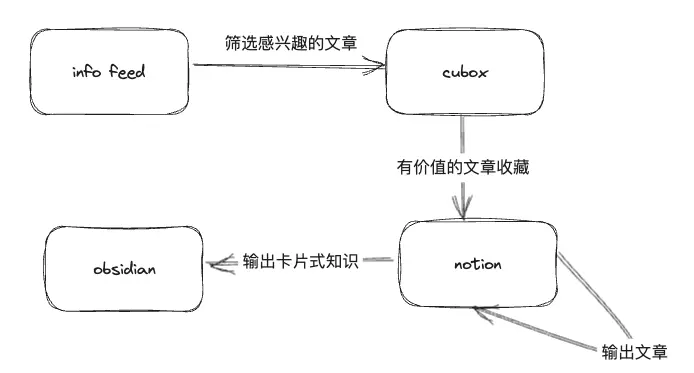 筛选感兴趣的文章
info feed
cubox
有价值的文章收藏
obsidian
输出卡片式知识
notion
输出文章